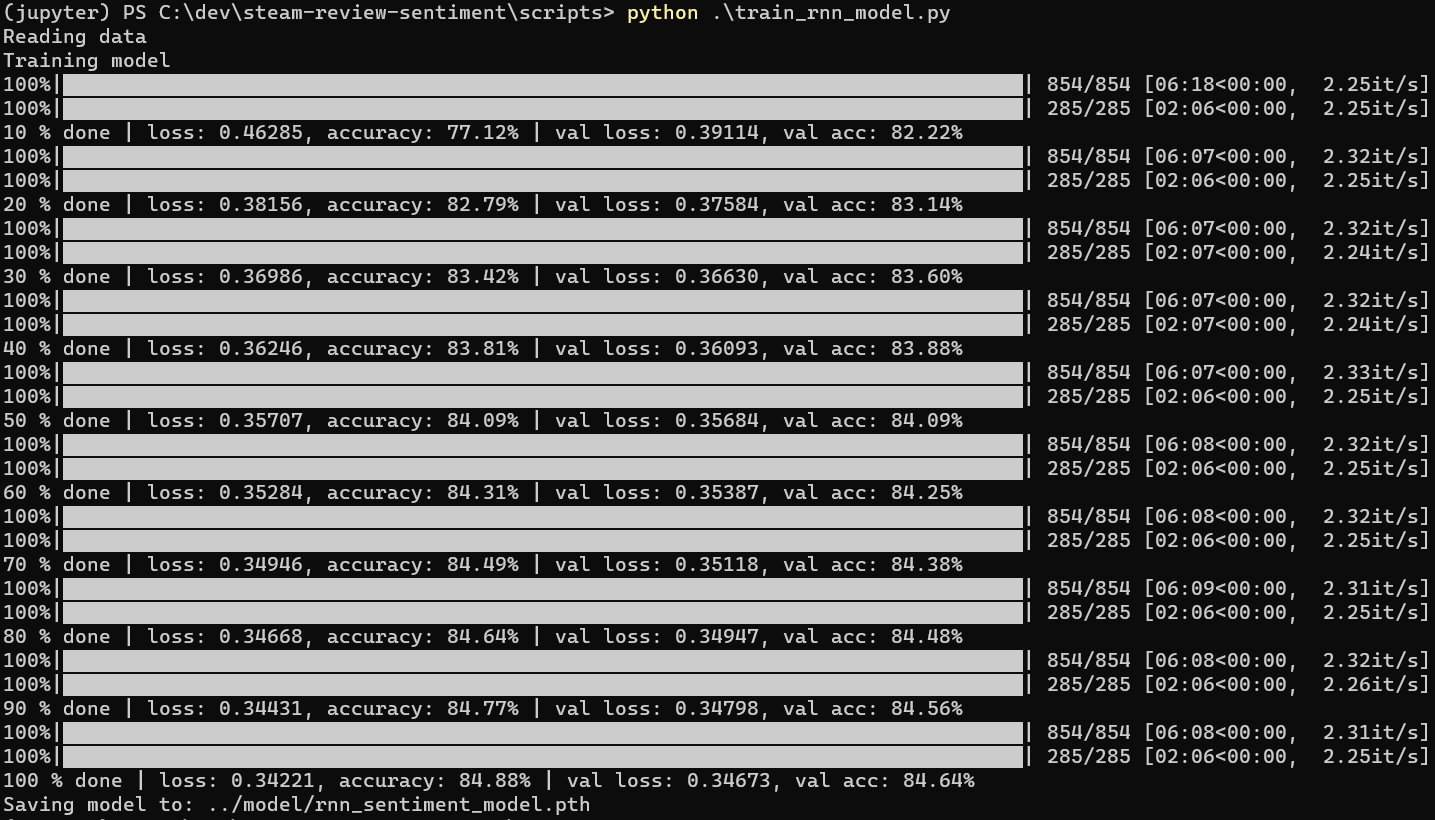 (jupyter) PS C:\dev\steam-review-sentiment\scripts> python .\train_rnn_model.py
Reading data
Training model
100%| | 854/854 [06:18<00:00,  2.25it/s]
100%| | 285/285 [02:06<00:00,  2.25it/s]
10 % done | loss: 0.46285, accuracy: 77.12% | val loss: 0.39114, val acc: 82.22%
100%| | 854/854 [06:07<00:00,  2.32it/s]
100%| | 285/285 [02:06<00:00,  2.25it/s]
20 % done | loss: 0.38156, accuracy: 82.79% | val loss: 0.37584, val acc: 83.14%
100%| | 854/854 [06:07<00:00,  2.32it/s]
100%| | 285/285 [02:07<00:00,  2.24it/s]
30 % done | loss: 0.36986, accuracy: 83.42% | val loss: 0.36630, val acc: 83.60%
100%| | 854/854 [06:07<00:00,  2.32it/s]
100%| | 285/285 [02:07<00:00,  2.24it/s]
40 % done | loss: 0.36246, accuracy: 83.81% | val loss: 0.36093, val acc: 83.88%
100%| | 854/854 [06:07<00:00,  2.33it/s]
100%| | 285/285 [02:06<00:00,  2.25it/s]
50 % done | loss: 0.35707, accuracy: 84.09% | val loss: 0.35684, val acc: 84.09%
100%| | 854/854 [06:08<00:00,  2.32it/s]
100%| | 285/285 [02:06<00:00,  2.25it/s]
60 % done | loss: 0.35284, accuracy: 84.31% | val loss: 0.35387, val acc: 84.25%
100%| | 854/854 [06:08<00:00,  2.32it/s]
100%| | 285/285 [02:06<00:00,  2.25it/s]
70 % done | loss: 0.34946, accuracy: 84.49% | val loss: 0.35118, val acc: 84.38%
100%| | 854/854 [06:09<00:00,  2.31it/s]
100%| | 285/285 [02:06<00:00,  2.25it/s]
80 % done | loss: 0.34668, accuracy: 84.64% | val loss: 0.34947, val acc: 84.48%
100%| | 854/854 [06:08<00:00,  2.32it/s]
100%| | 285/285 [02:06<00:00,  2.26it/s]
90 % done | loss: 0.34431, accuracy: 84.77% | val loss: 0.34798, val acc: 84.56%
100%| | 854/854 [06:08<00:00,  2.31it/s]
100%| | 285/285 [02:06<00:00,  2.25it/s]
100 % done | loss: 0.34221, accuracy: 84.88% | val loss: 0.34673, val acc: 84.64%
Saving model to: ../model/rnn_sentiment_model.pth